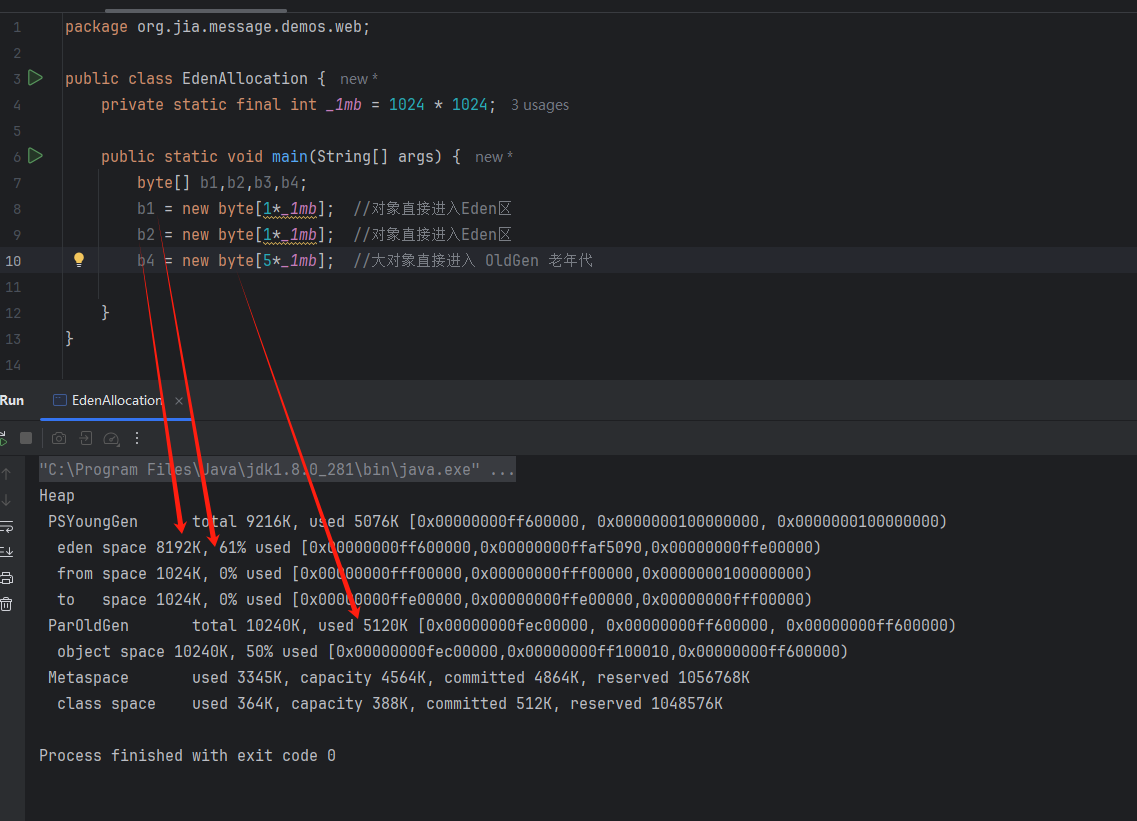 1 package org.jia.message.demos.web;
2
3 public class EdenAllocation { new *
4 private static final int _1mb = 1024 * 1024; 3 usages
5
6 public static void main(String[] args) { new *
7 byte[] b1,b2,b3,b4;
8 b1 = new byte[1*_1mb]; //对象直接进入Eden区
9 b2 = new byte[1*_1mb]; //对象直接进入Eden区
10 b4 = new byte[5*_1mb]; //大对象直接进入 OldGen 老年代
11
12 }
13 }
14
Run EdenAllocation ×
"C:\Program Files\Java\jdk1.8.0_281\bin\java.exe" ...
Heap
PSYoungGen total 9216K, used 5076K [0x00000000ff600000, 0x0000000100000000, 0x0000000100000000)
eden space 8192K, 61% used [0x00000000ff600000,0x00000000ffaf5090,0x00000000ffe00000)
from space 1024K, 0% used [0x00000000fff00000,0x00000000fff00000,0x0000000100000000)
to space 1024K, 0% used [0x00000000ffe00000,0x00000000ffe00000,0x00000000fff00000)
ParOldGen total 10240K, used 5120K [0x00000000fec00000, 0x00000000ff600000, 0x00000000ff600000)
object space 10240K, 50% used [0x00000000fec00000,0x00000000ff100010,0x00000000ff600000)
Metaspace used 3345K, capacity 4564K, committed 4864K, reserved 1056768K
class space used 364K, capacity 388K, committed 512K, reserved 1048576K
Process finished with exit code 0